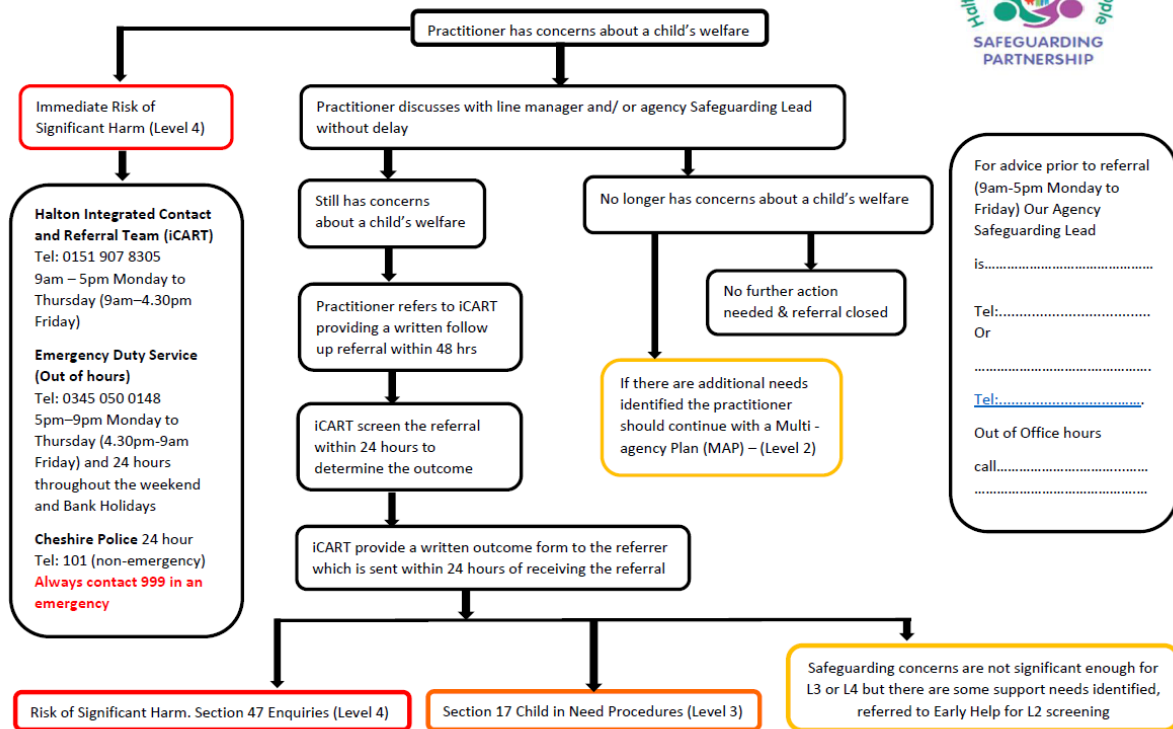 Halt
ople
SAFEGUARDING
PARTNERSHIP
Practitioner has concerns about a child's welfare
Immediate Risk of
Significant Harm (Level 4)
Practitioner discusses with line manager and/ or agency Safeguarding Lead
without delay
Halton Integrated Contact
and Referral Team (iCART)
Tel: 0151 907 8305
9am – 5pm Monday to
Thursday (9am–4.30pm
Friday)
Emergency Duty Service
(Out of hours)
Tel: 0345 050 0148
5pm–9pm Monday to
Thursday (4.30pm-9am
Friday) and 24 hours
throughout the weekend
and Bank Holidays
Cheshire Police 24 hour
Tel: 101 (non-emergency)
Always contact 999 in an
emergency
Still has concerns
about a child's welfare
No longer has concerns about a child's welfare
Practitioner refers to iCART
providing a written follow
up referral within 48 hrs
No further action
needed & referral closed
If there are additional needs
identified the practitioner
should continue with a Multi -
agency Plan (MAP) – (Level 2)
iCART screen the referral
within 24 hours to
determine the outcome
iCART provide a written outcome form to the referrer
which is sent within 24 hours of receiving the referral
For advice prior to referral
(9am-5pm Monday to
Friday) Our Agency
Safeguarding Lead
is……………………………………
Tel:...................................
Or
…………………………………….
Tel:……………………………….
Out of Office hours
call……………………………
…………………………………
Risk of Significant Harm. Section 47 Enquiries (Level 4)
Section 17 Child in Need Procedures (Level 3)
Safeguarding concerns are not significant enough for
L3 or L4 but there are some support needs identified,
referred to Early Help for L2 screening